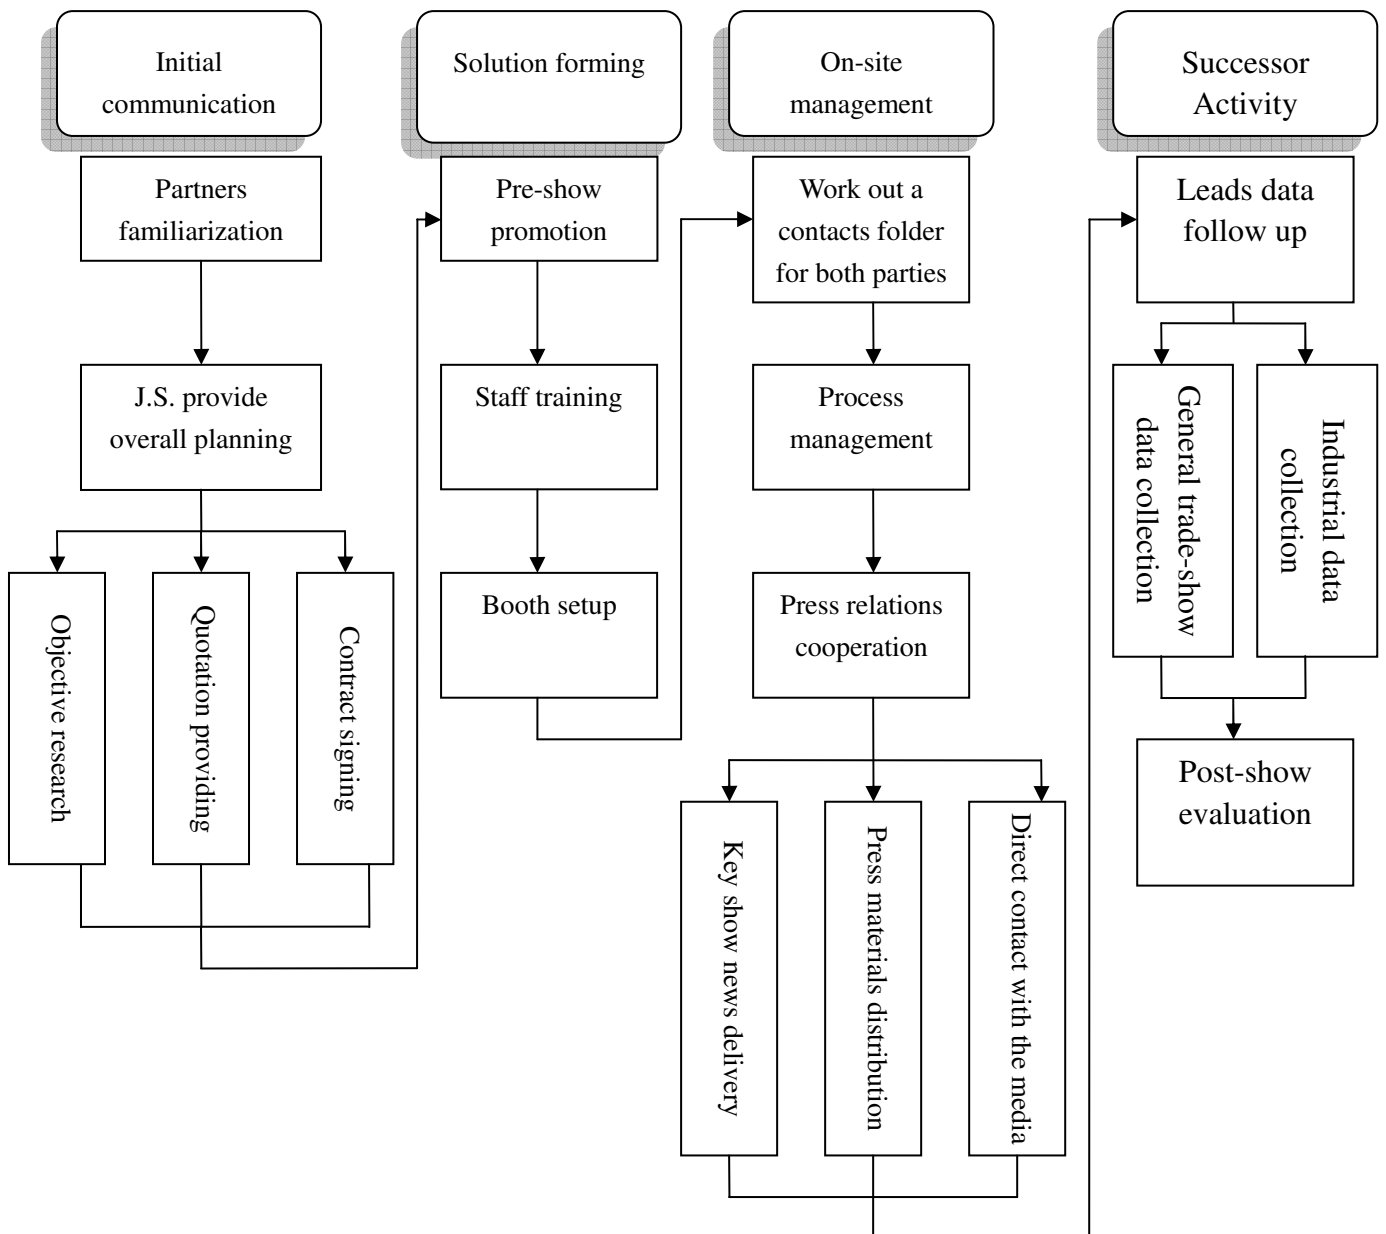 Initial
communication
Solution forming
On-site
management
Successor
Activity
Partners
familiarization
Pre-show
promotion
Work out a
contacts folder
for both parties
Leads data
follow up
J.S. provide
overall planning
Staff training
Process
management
General trade-show
data collection
Industrial data
collection
Objective research
Quotation providing
Contract signing
Booth setup
Press relations
cooperation
Post-show
evaluation
Key show news delivery
Press materials distribution
Direct contact with the media